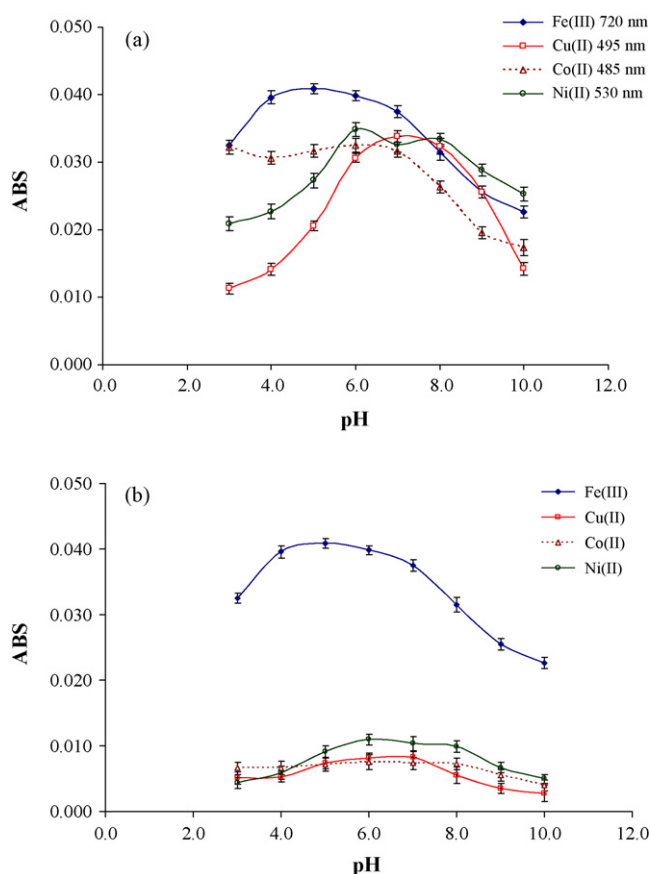 (a)
Fe(III) 720 nm
Cu(II) 495 nm
Co(II) 485 nm
Ni(II) 530 nm
0.050
0.040
0.030
0.020
0.010
0.000
ABS
0.0 2.0 4.0 6.0 8.0 10.0 12.0
pH
(b)
Fe(III)
Cu(II)
Co(II)
Ni(II)
0.050
0.040
0.030
0.020
0.010
0.000
ABS
0.0 2.0 4.0 6.0 8.0 10.0 12.0
pH